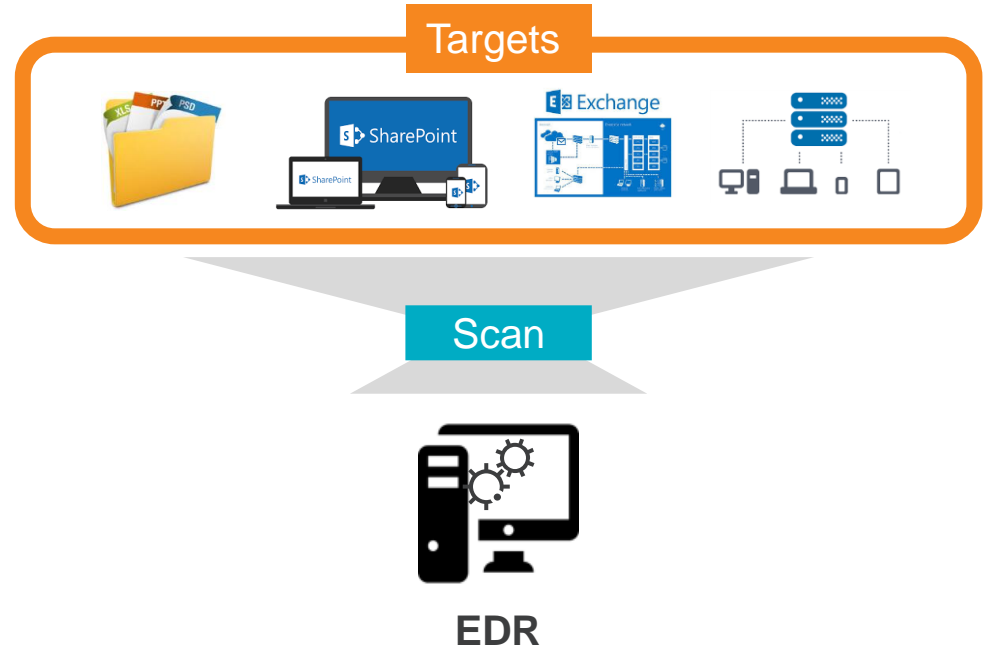 Targets
XLS
PPT
PSD
SharePoint
SharePoint
Exchange
Scan
EDR